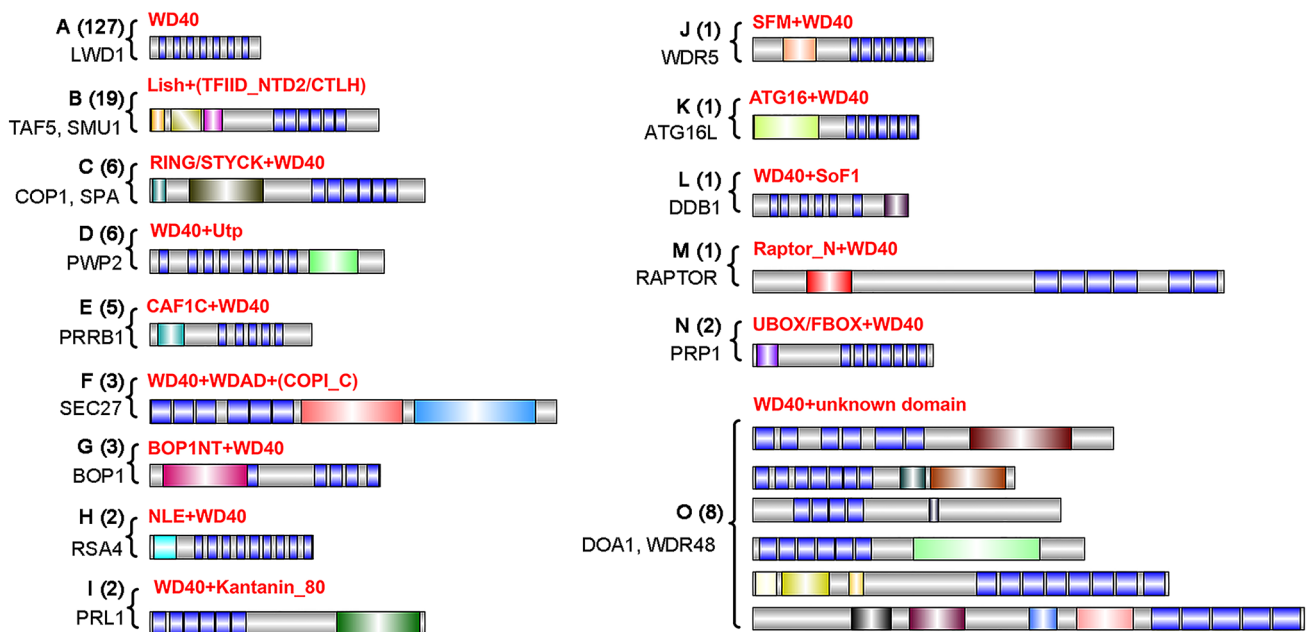 WD40
A (127)
LWD1
Lish+(TFIID_NTD2/CTLH)
B (19)
TAF5, SMU1
RING/STYCK+WD40
C (6)
COP1, SPA
WD40+Utp
D (6)
PWP2
CAF1C+WD40
E (5)
PRRB1
WD40+WDAD+(COPI_C)
F (3)
SEC27
BOP1NT+WD40
G (3)
BOP1
NLE+WD40
H (2)
RSA4
WD40+Kantanin_80
I (2)
PRL1
SFM+WD40
J (1)
WDR5
ATG16+WD40
K (1)
ATG16L
WD40+SoF1
L (1)
DDB1
Raptor_N+WD40
M (1)
RAPTOR
UBOX/FBOX+WD40
N (2)
PRP1
WD40+unknown domain
O (8)
DOA1, WDR48